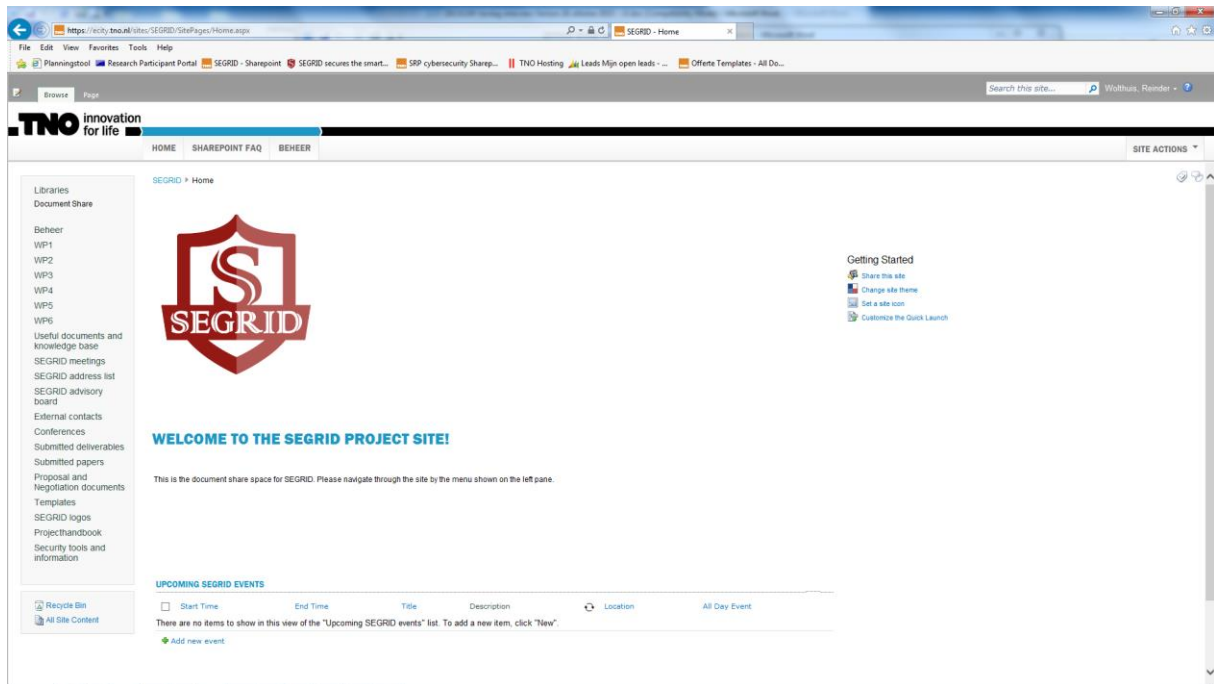 https://ecity.tno.nl/sites/SEGRID/SitePages/Home.aspx
SEGRID - Home
File Edit View Favorites Tools Help
Planningstool Research Participant Portal SEGRID - Sharepoint SEGRID secures the smart... SRP cybersecurity Sharep... TNO Hosting Leads Mijn open leads - ... Offerte Templates - All Do...
Browse Page
Search this site...
Wolthuis, Reinder
TNO innovation
for life
HOME SHAREPOINT FAQ BEHEER
SITE ACTIONS
Libraries
Document Share
Beheer
WP1
WP2
WP3
WP4
WP5
WP6
Useful documents and
knowledge base
SEGRID meetings
SEGRID address list
SEGRID advisory
board
External contacts
Conferences
Submitted deliverables
Submitted papers
Proposal and
Negotiation documents
Templates
SEGRID logos
Projecthandbook
Security tools and
information
Recycle Bin
All Site Content
SEGRID Home
S
SEGRID
Getting Started
Share this site
Change site theme
Set a site icon
Customize the Quick Launch
WELCOME TO THE SEGRID PROJECT SITE!
This is the document share space for SEGRID. Please navigate through the site by the menu shown on the left pane.
UPCOMING SEGRID EVENTS
Start Time End Time Title Description Location All Day Event
There are no items to show in this view of the "Upcoming SEGRID events" list. To add a new item, click "New".
Add new event